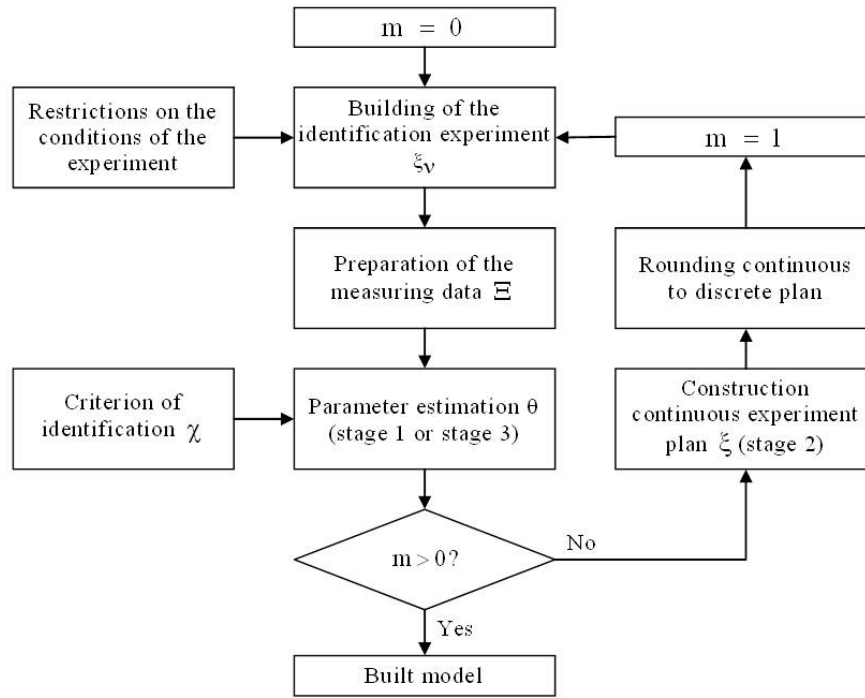 m = 0
Restrictions on the
conditions of the
experiment
Building of the
identification experiment
ξν
m = 1
Preparation of the
measuring data Ξ
Rounding continuous
to discrete plan
Criterion of
identification χ
Parameter estimation θ
(stage 1 or stage 3)
Construction
continuous experiment
plan ξ (stage 2)
m > 0?
No
Yes
Built model